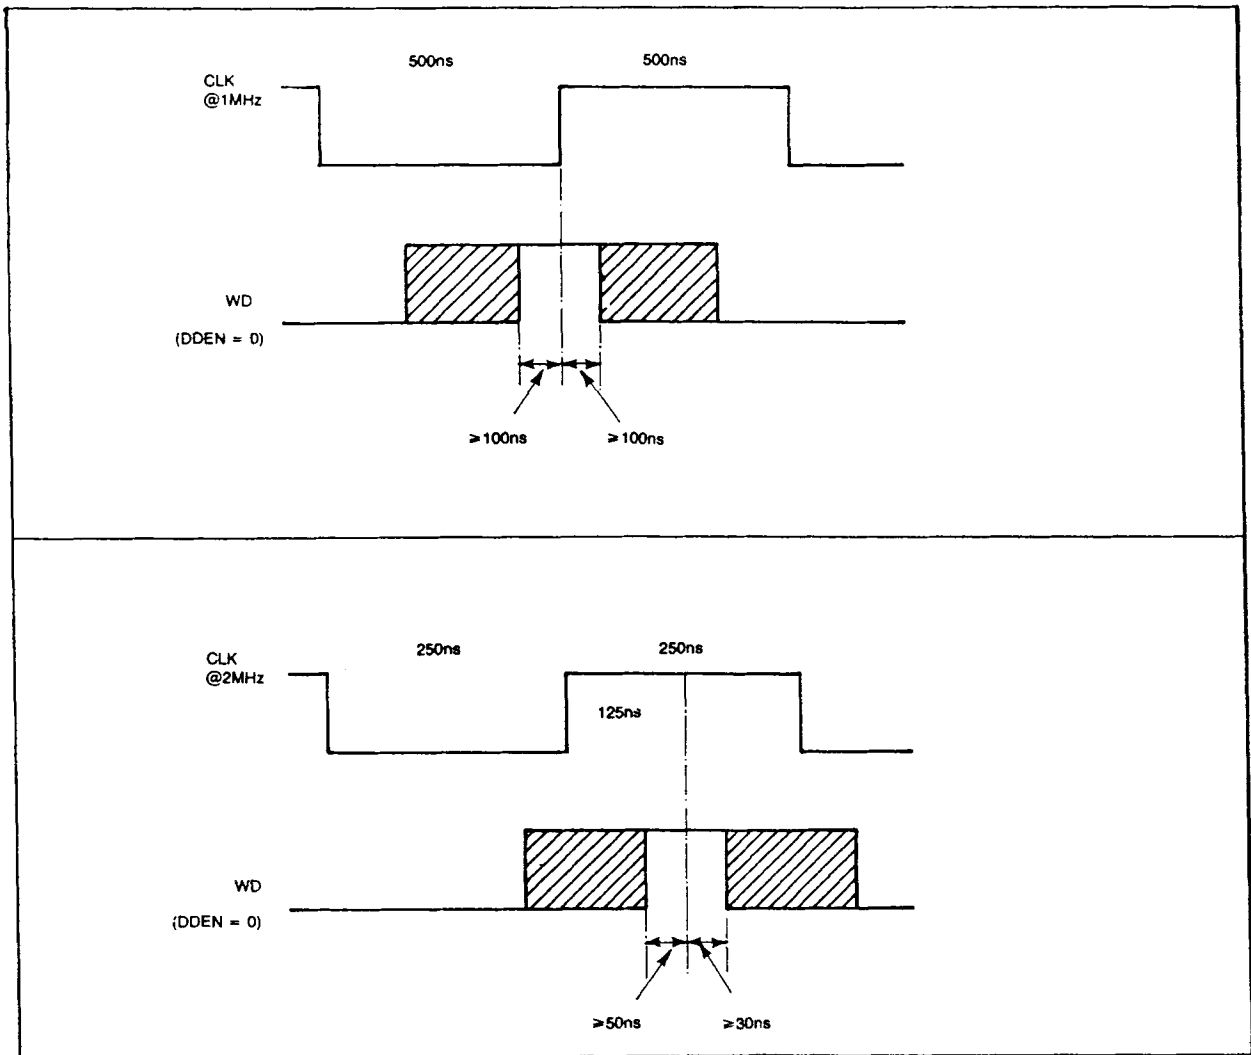 500ns 500ns
CLK
@1MHz
WD
(DDEN = 0)
≥100ns ≥100ns
250ns 250ns
CLK
@2MHz
125ns
WD
(DDEN = 0)
≥50ns ≥30ns